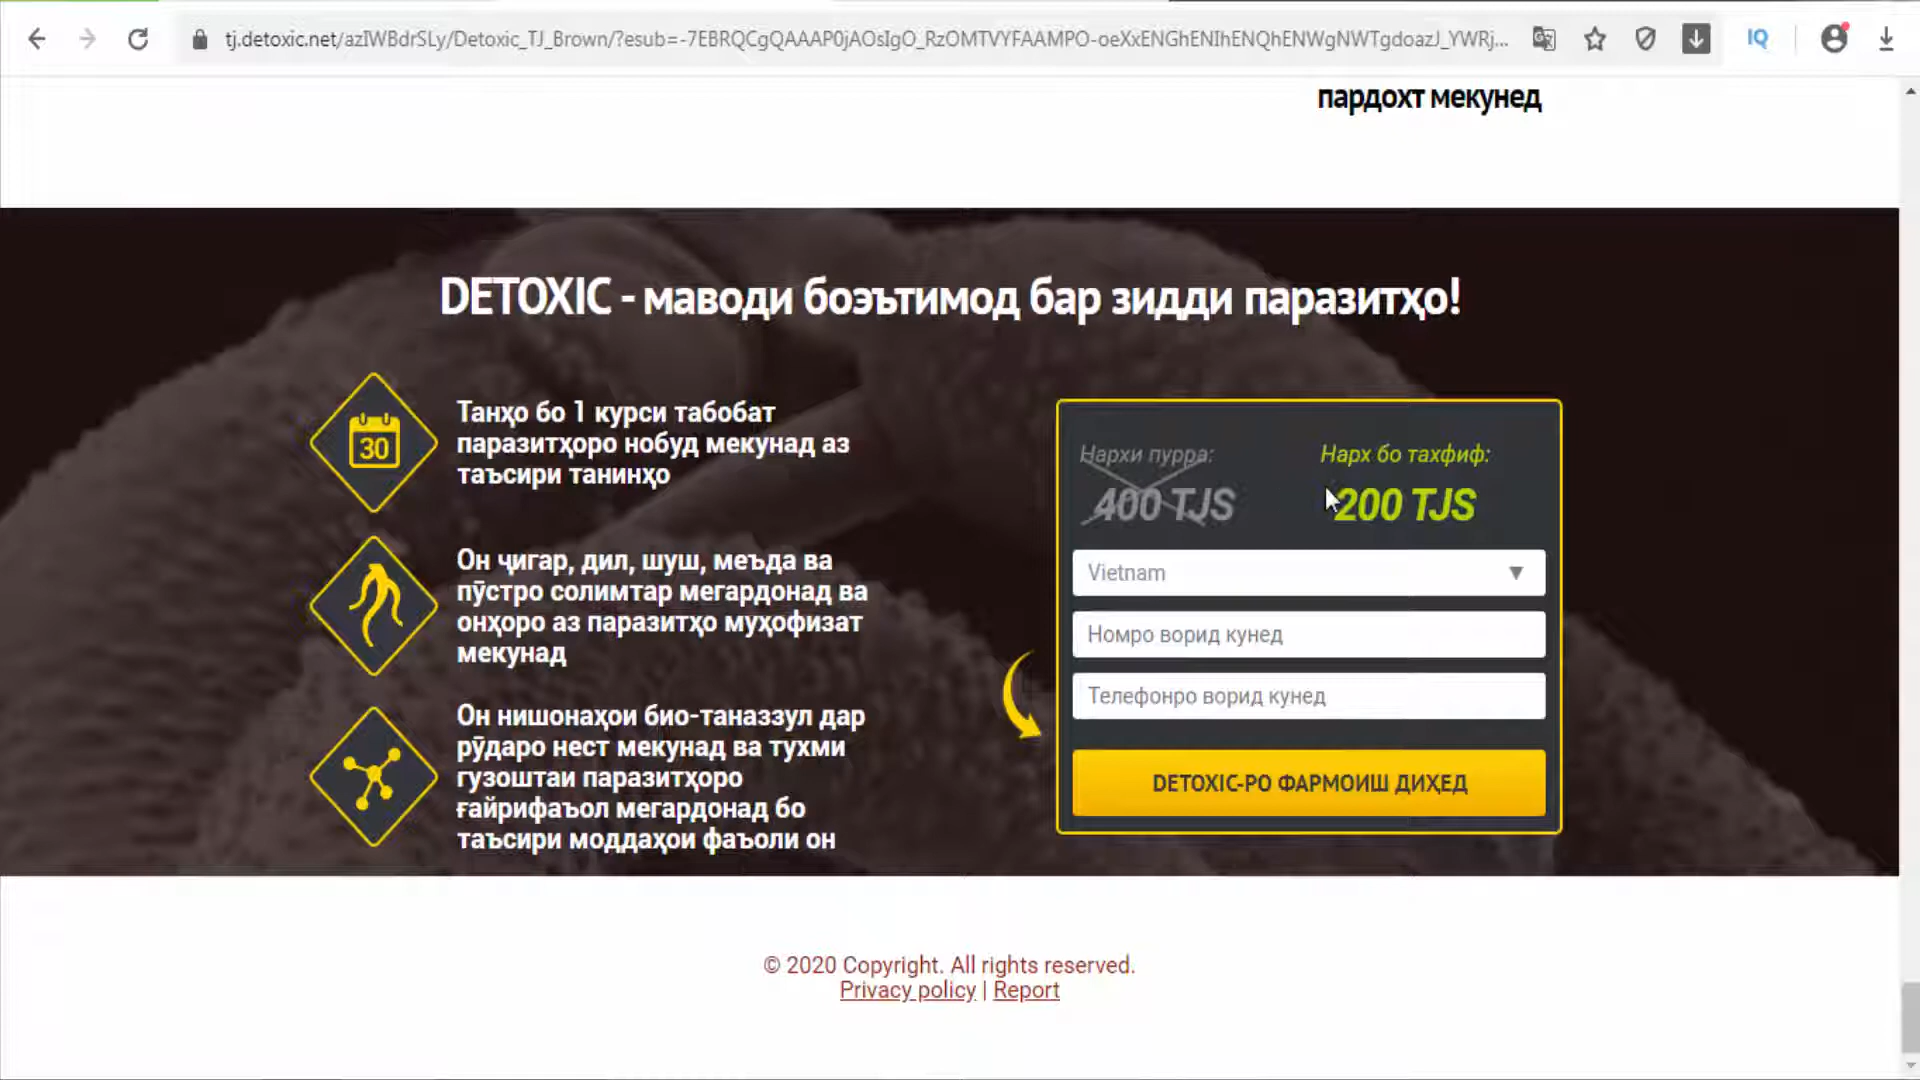 tj.detoxic.net/azIWBdrSLy/Detoxic_TJ_Brown/?esub=-7EBRQCgQAAAP0jAOsIgO_RzOMTVYFAAMPO-oeXxENGhENIhENQhENWgNWTgdoazJ_YWRj...
IQ
пардохт мекунед
DETOXIC - маводи боэътимод бар зидди паразитҳо!
30
Танҳо бо 1 курси табобат
паразитҳоро нобуд мекунад аз
таъсири танинҳо
Он ҷигар, дил, шуш, меъда ва
пӯстро солимтар мегардонад ва
онҳоро аз паразитҳо муҳофизат
мекунад
Он нишонаҳои био-таназзул дар
рӯдаро нест мекунад ва тухми
гузоштаи паразитҳоро
ғайрифаъол мегардонад бо
таъсири моддаҳои фаъоли он
Нархи пурра:
400 TJS
Нарх бо тахфиф:
200 TJS
Vietnam
Номро ворид кунед
Телефонро ворид кунед
DETOXIC-РО ФАРМОИШ ДИҲЕД
© 2020 Copyright. All rights reserved.
Privacy policy | Report